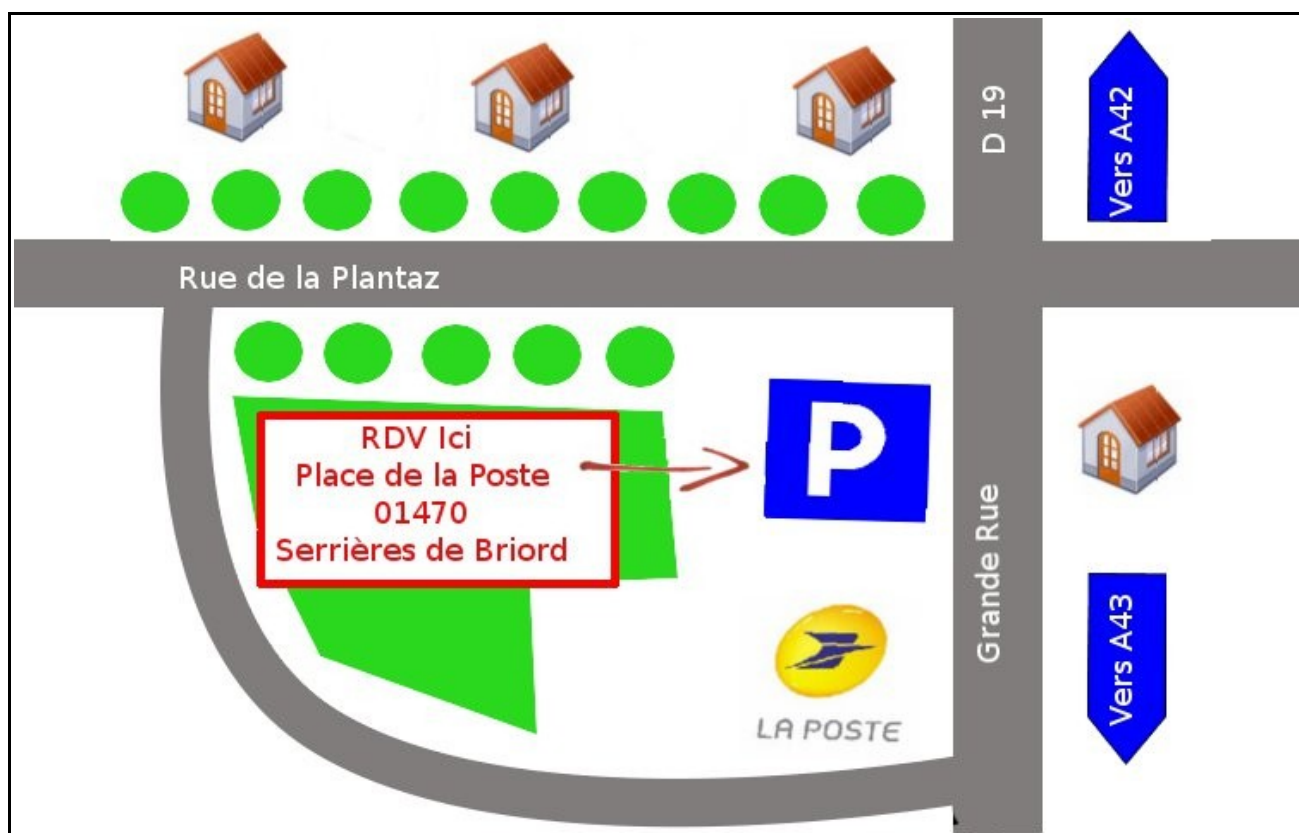 D 19
Vers A42
Rue de la Plantaz
RDV Ici
Place de la Poste
01470
Serrières de Briord
P
Grande Rue
LA POSTE
Vers A43